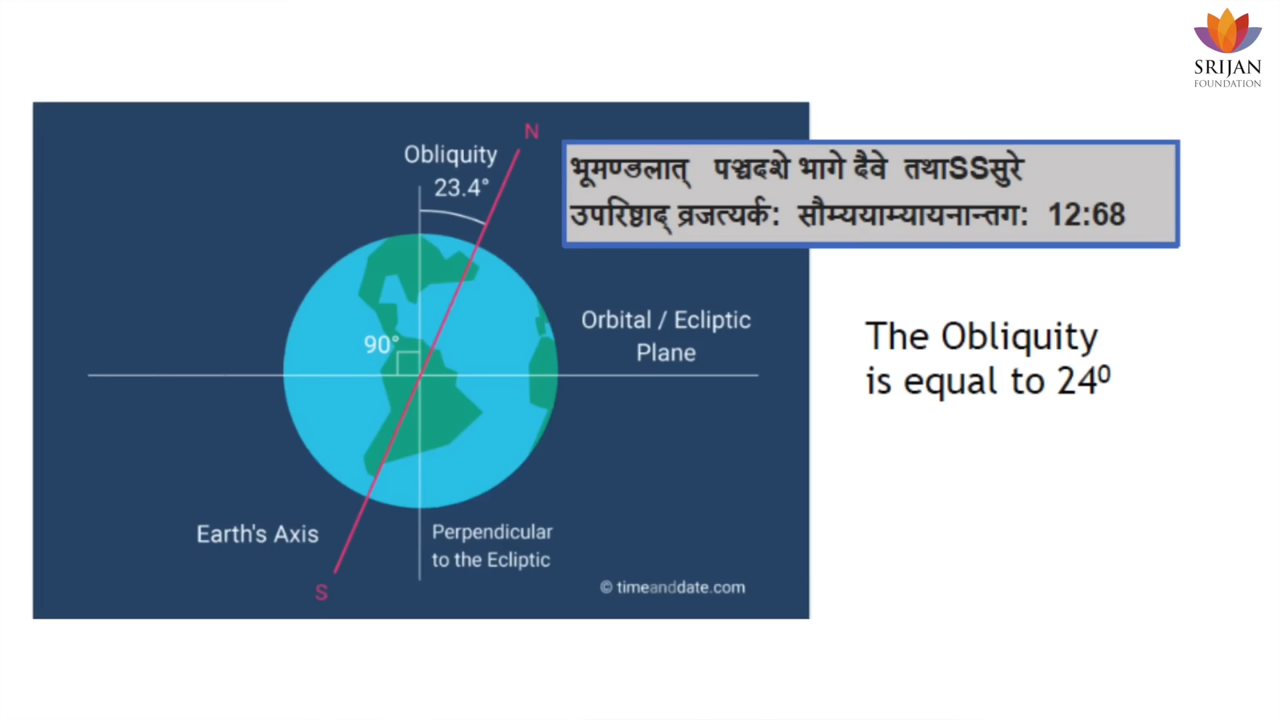 SRIJAN
FOUNDATION
N
Obliquity
23.4°
भूमण्डलात् पञ्चदशे भागे दैवे तथाSSसुरे
उपरिष्ठाद् व्रजत्यर्क: सौम्ययाम्यायनान्तग: 12:68
Orbital / Ecliptic
Plane
90°
The Obliquity
is equal to 24⁰
Earth's Axis
Perpendicular
to the Ecliptic
S
© timeanddate.com